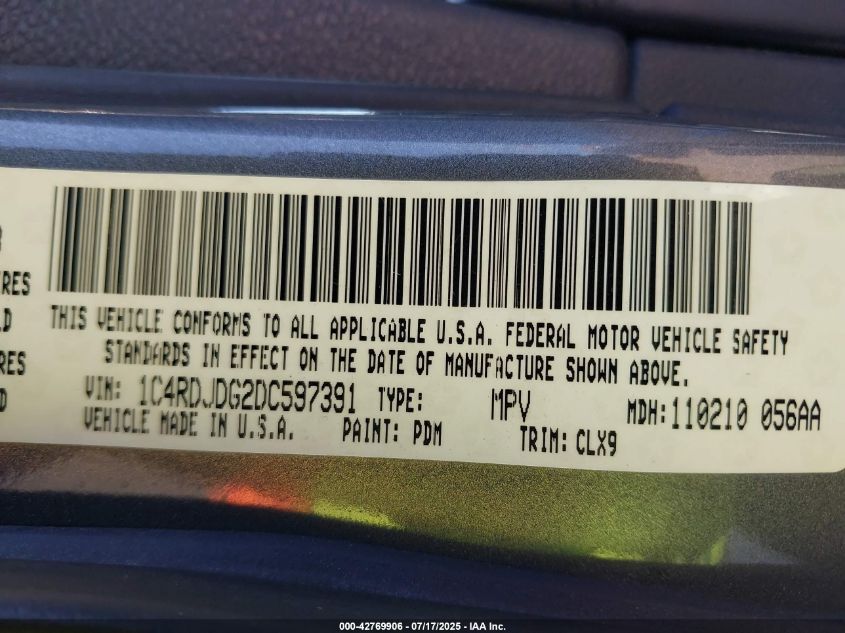 RES
THIS VEHICLE CONFORMS TO ALL APPLICABLE U.S.A. FEDERAL MOTOR VEHICLE SAFETY
STANDARDS IN EFFECT ON THE DATE OF MANUFACTURE SHOWN ABOVE.
RES
VIN: 1C4RDJDG2DC597391 TYPE: MPV MDH: 110210 056AA
VEHICLE MADE IN U.S.A. PAINT: PDM TRIM: CLX9
000-42769906 - 07/17/2025 - IAA Inc.